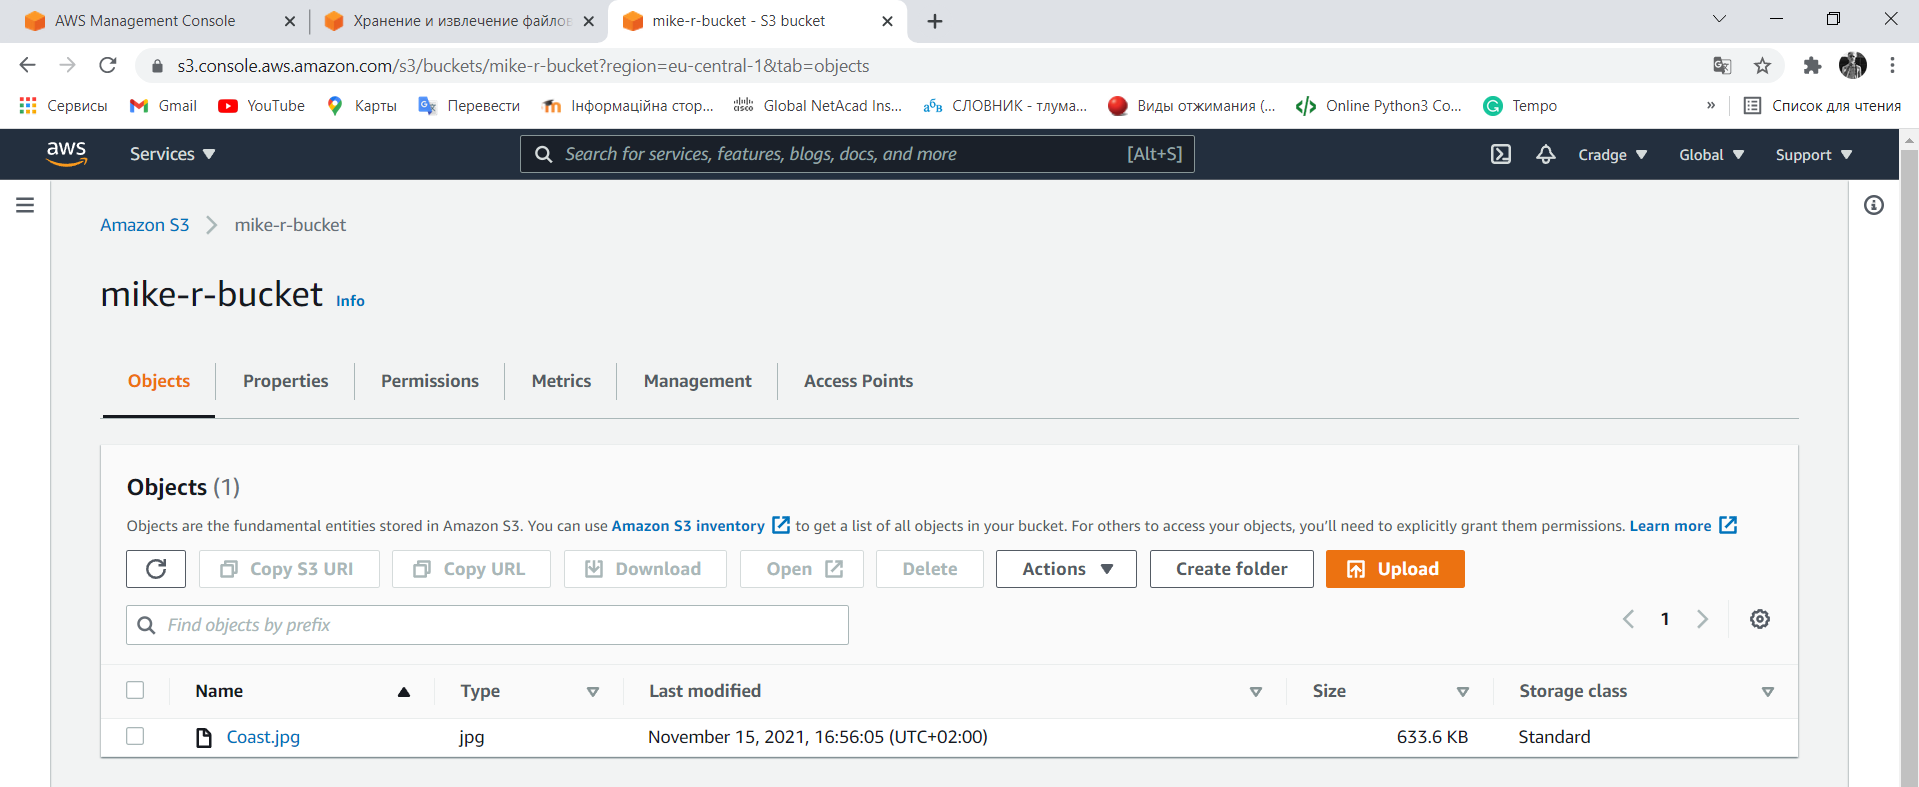 AWS Management Console
Хранение и извлечение файлов
mike-r-bucket - S3 bucket
s3.console.aws.amazon.com/s3/buckets/mike-r-bucket?region=eu-central-1&tab=objects
Сервисы Gmail YouTube Карты Перевести Інформаційна стор... Global NetAcad Ins... СЛОВНИК - тлума... Виды отжимания (... Online Python3 Co... Tempo » Список для чтения
aws Services Search for services, features, blogs, docs, and more [Alt+S] Cradge Global Support
Amazon S3 mike-r-bucket
mike-r-bucket Info
Objects Properties Permissions Metrics Management Access Points
Objects (1)
Objects are the fundamental entities stored in Amazon S3. You can use Amazon S3 inventory to get a list of all objects in your bucket. For others to access your objects, you'll need to explicitly grant them permissions. Learn more
Copy S3 URI Copy URL Download Open Delete Actions Create folder Upload
Find objects by prefix 1
Name Type Last modified Size Storage class
Coast.jpg jpg November 15, 2021, 16:56:05 (UTC+02:00) 633.6 KB Standard